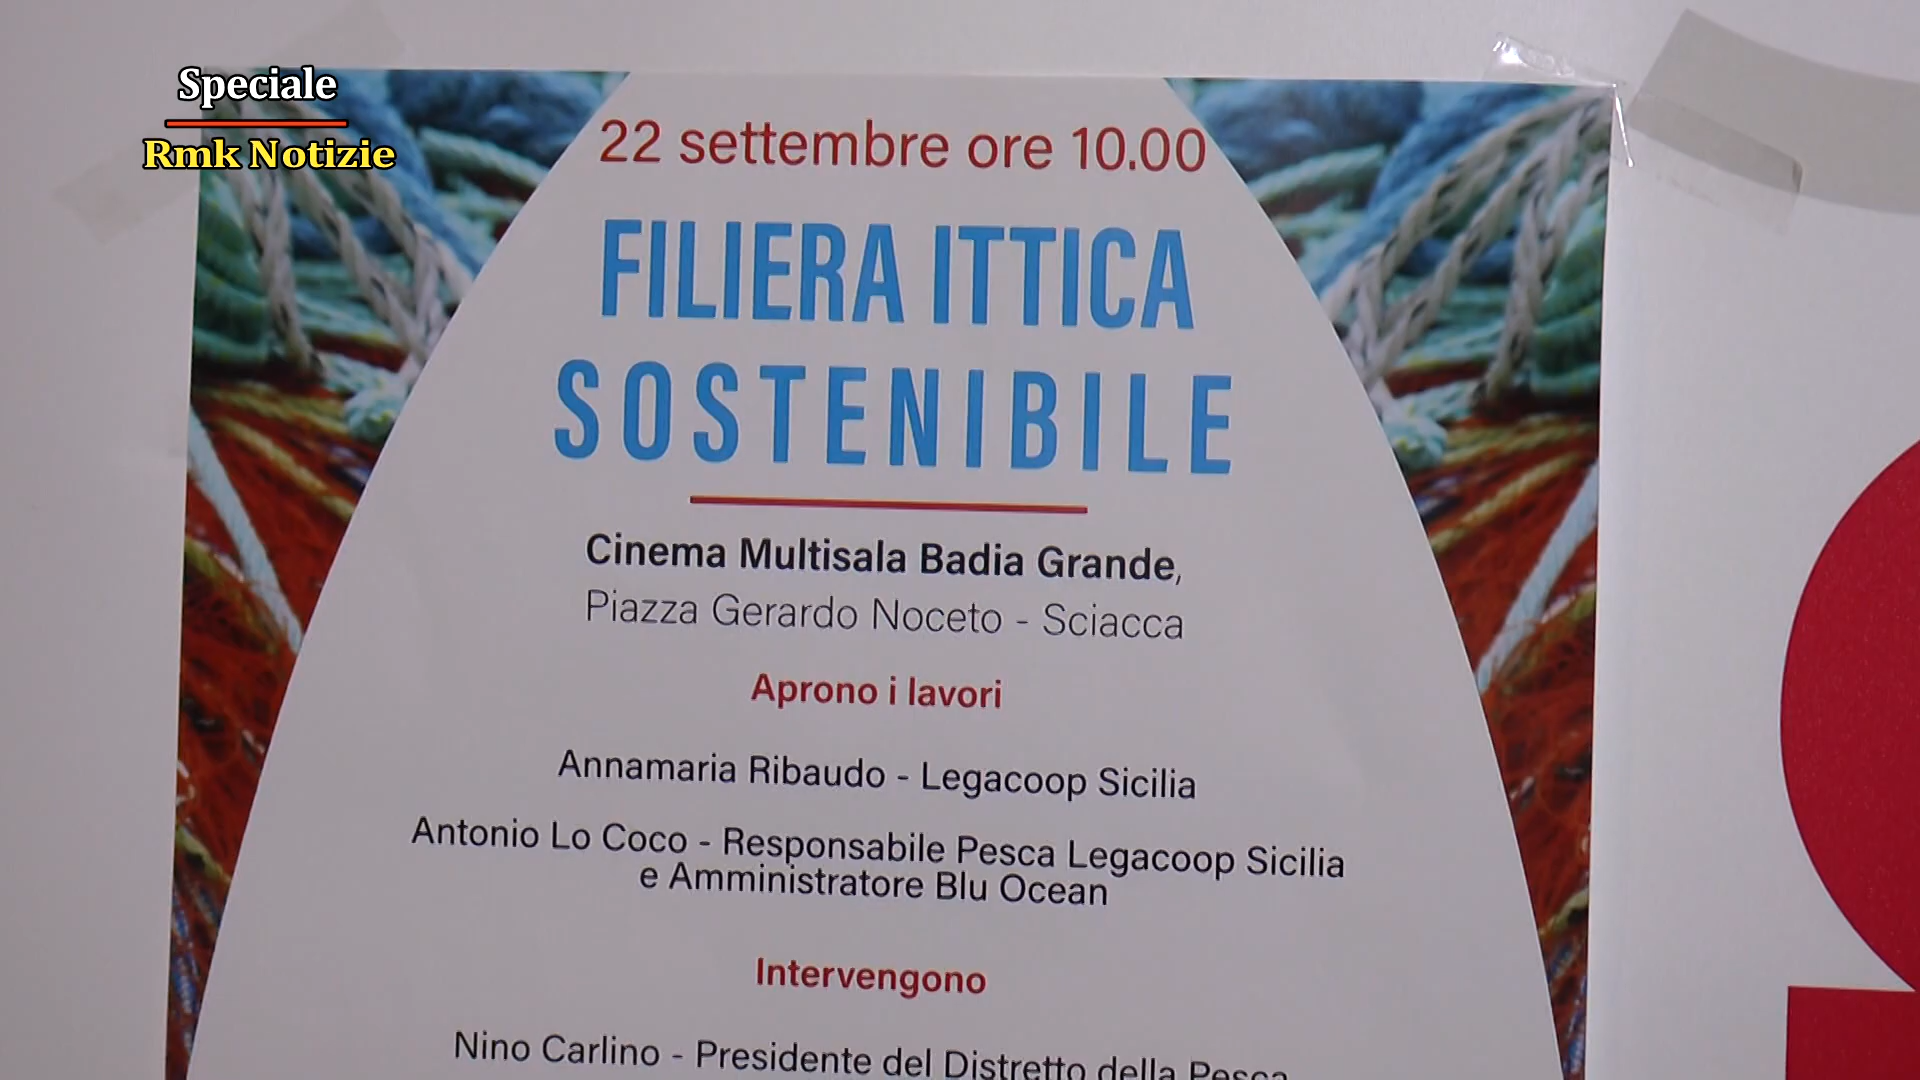 Speciale
Rmk Notizie
22 settembre ore 10.00
FILIERA ITTICA
SOSTENIBILE
Cinema Multisala Badia Grande,
Piazza Gerardo Noceto - Sciacca
Aprono i lavori
Annamaria Ribaudo - Legacoop Sicilia
Antonio Lo Coco - Responsabile Pesca Legacoop Sicilia
e Amministratore Blu Ocean
Intervengono
Nino Carlino - Presidente del Distretto della Pesca